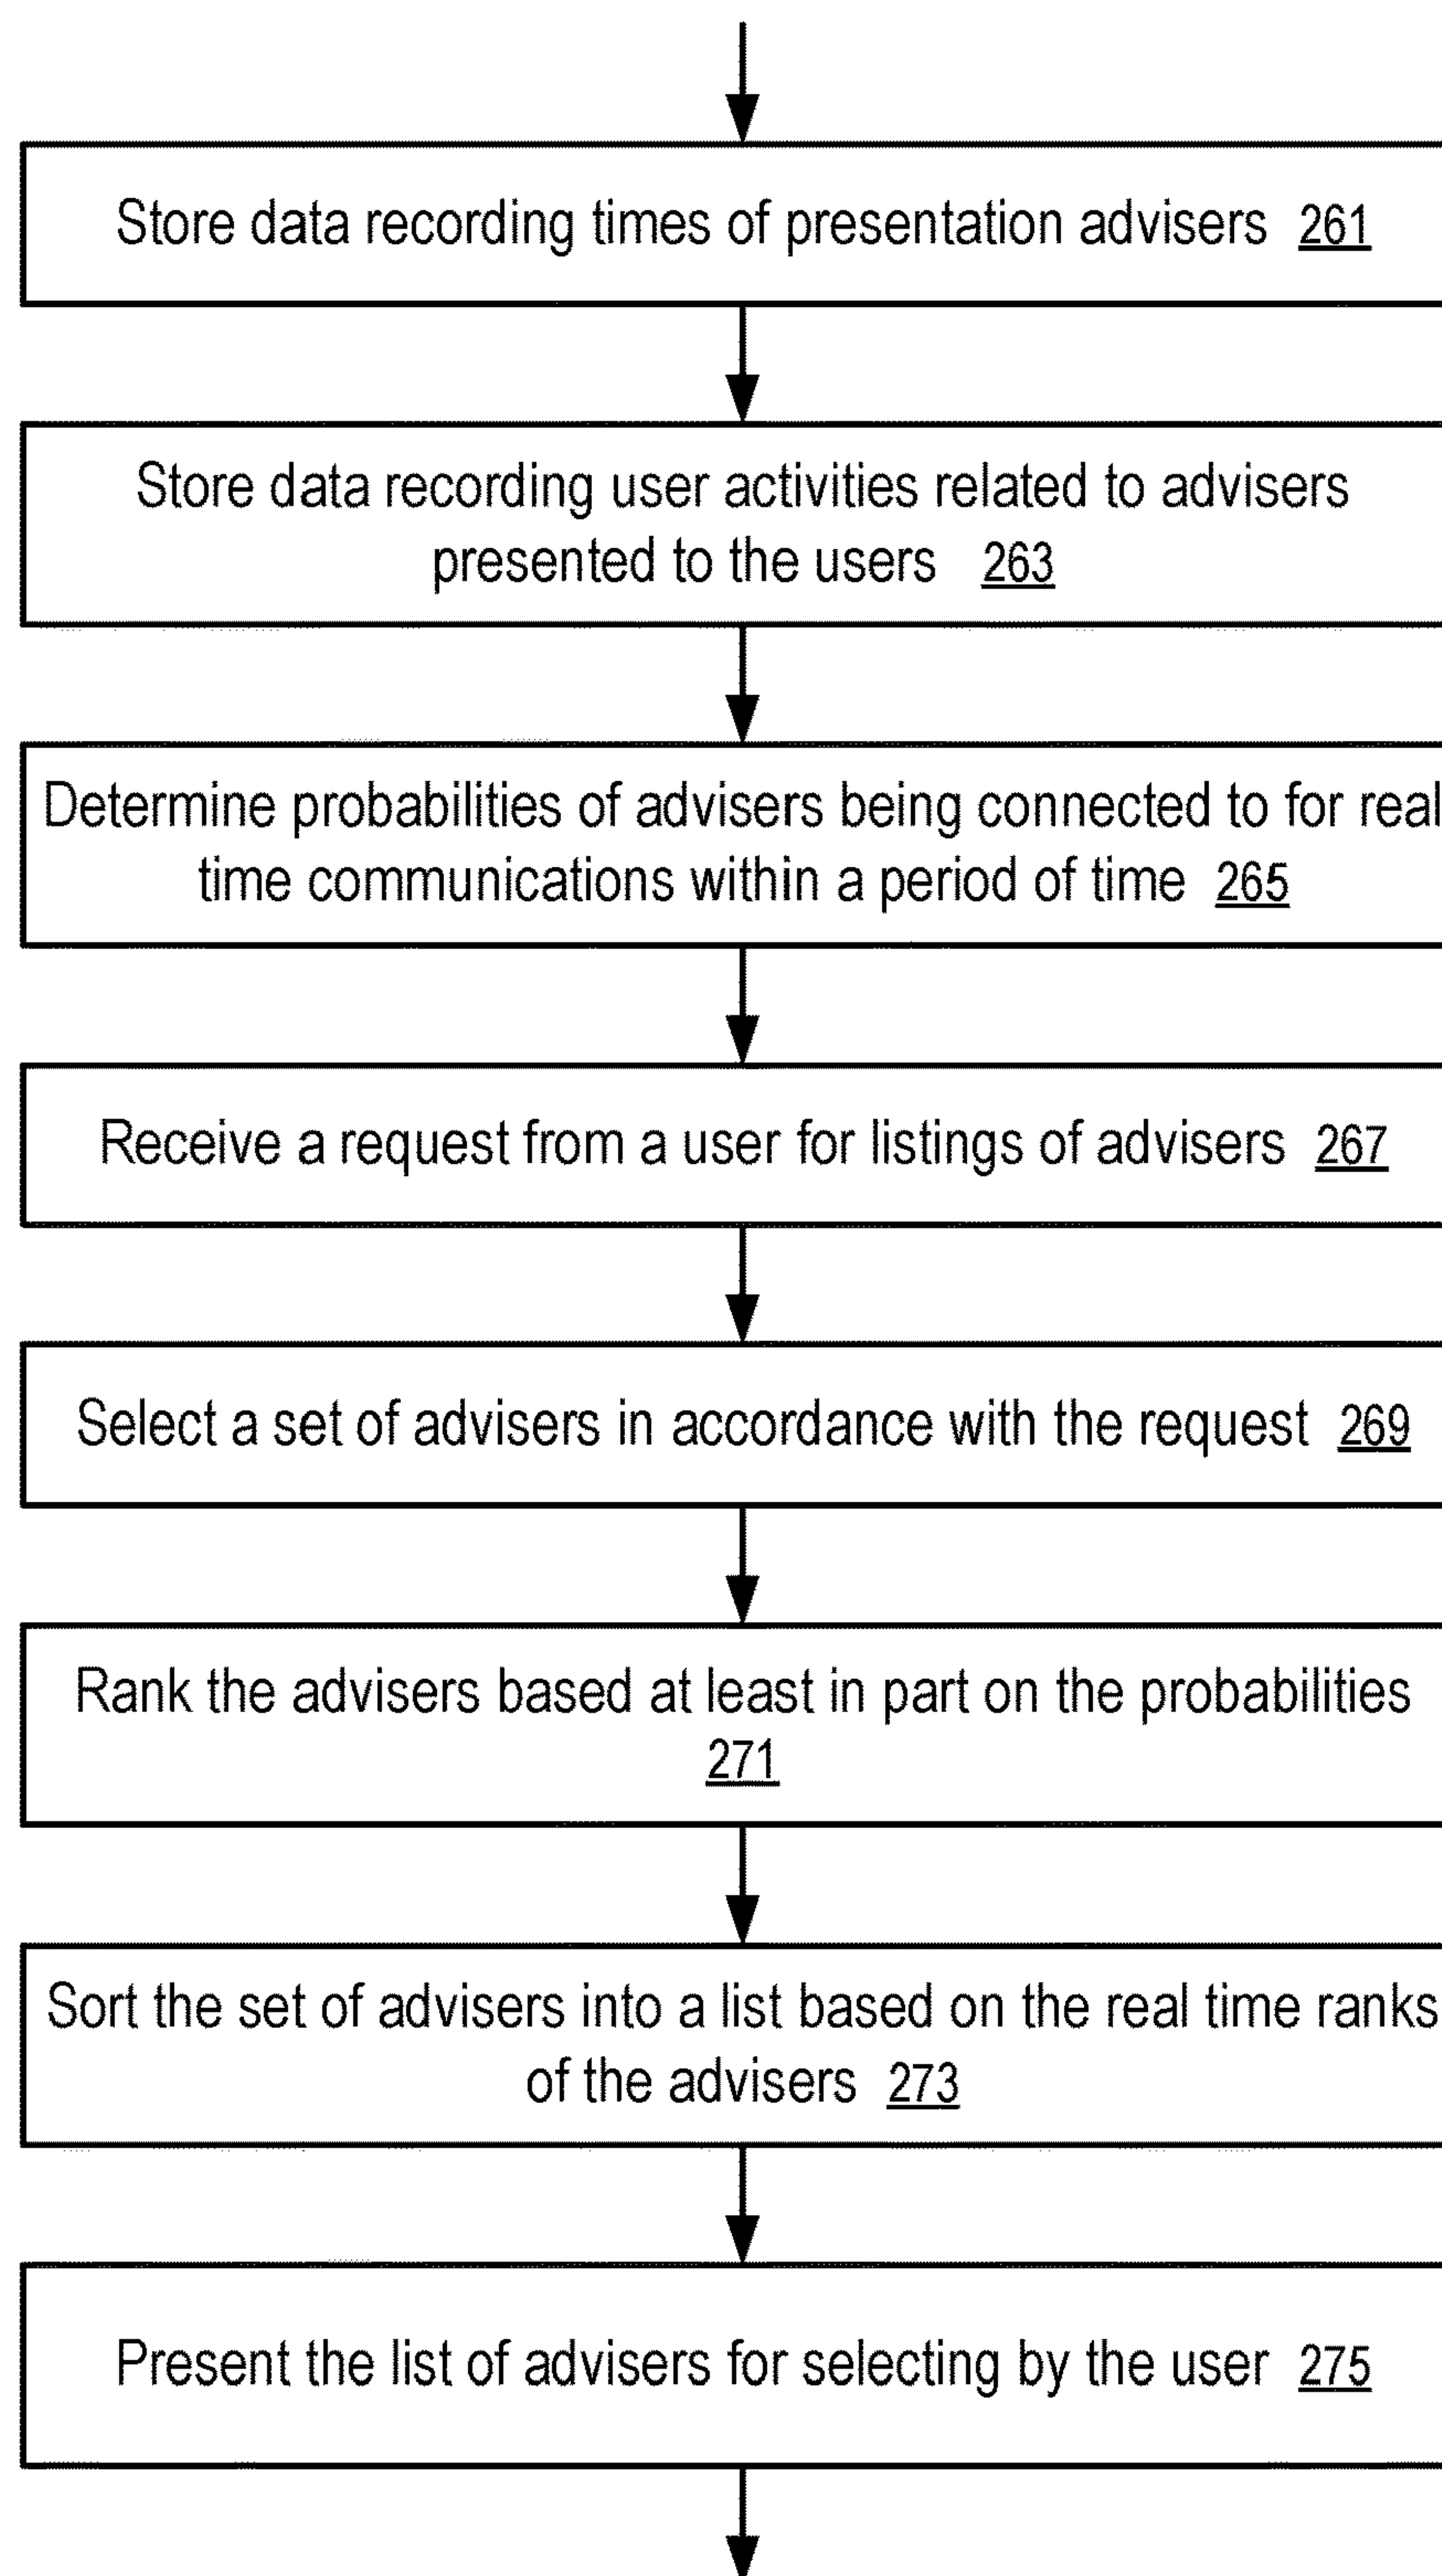 Store data recording times of presentation advisers 261
Store data recording user activities related to advisers
presented to the users 263
Determine probabilities of advisers being connected to for real
time communications within a period of time 265
Receive a request from a user for listings of advisers 267
Select a set of advisers in accordance with the request 269
Rank the advisers based at least in part on the probabilities
271
Sort the set of advisers into a list based on the real time ranks
of the advisers 273
Present the list of advisers for selecting by the user 275